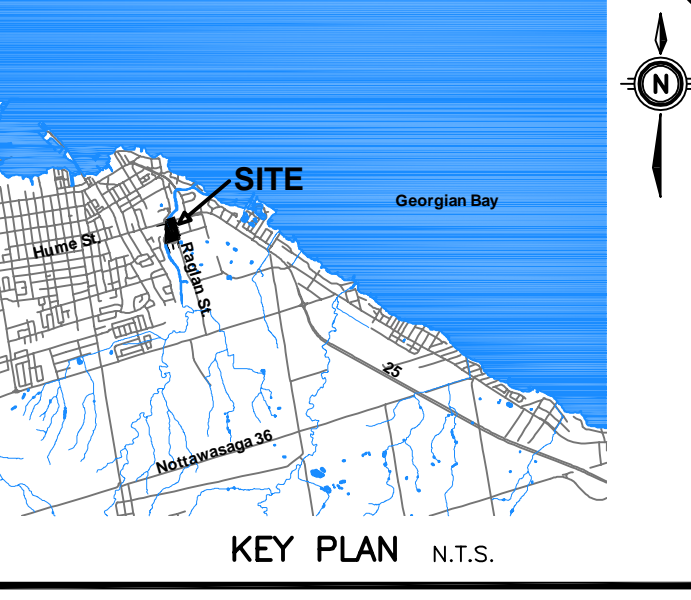 N
SITE
Georgian Bay
Hume St.
Raglan St.
25
Nottawasaga 36
KEY PLAN N.T.S.